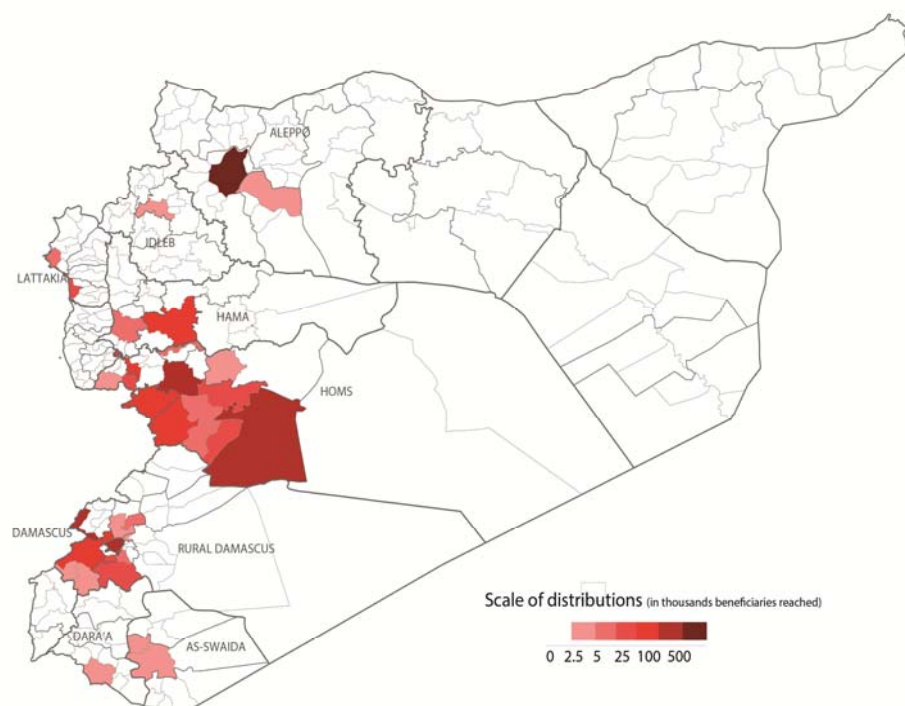 ALEPPO
IDLEB
LATTAKIA
HAMA
HOMS
DAMASCUS
RURAL DAMASCUS
Scale of distributions (in thousands beneficiaries reached)
DARA'A
AS-SWAIDA
0 2.5 5 25 100 500